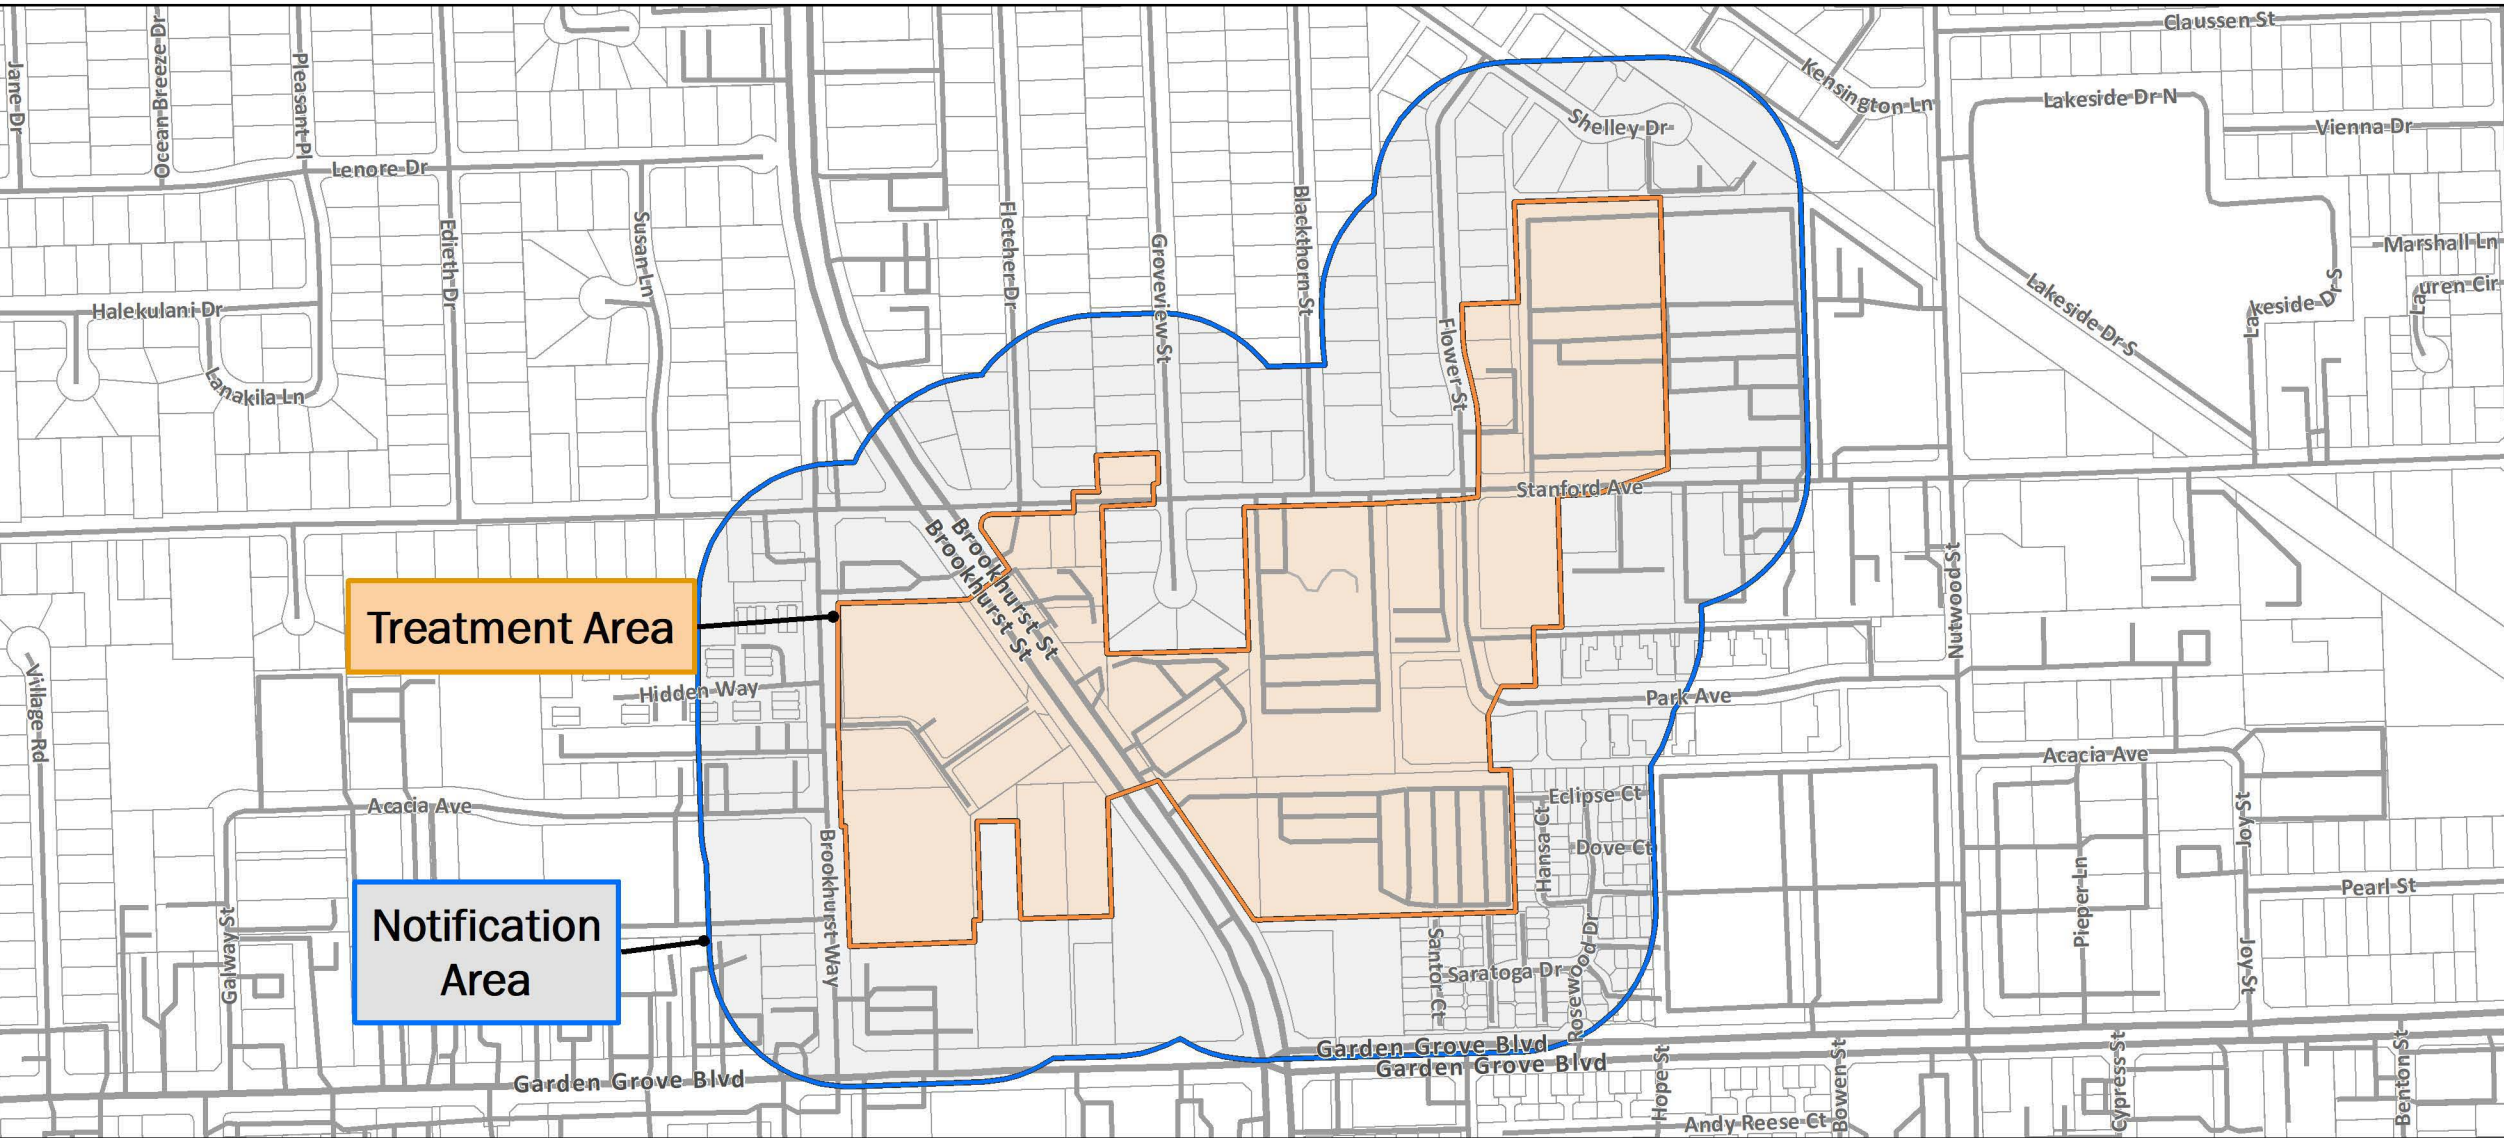 Claussen St
Jane Dr
Ocean Breeze Dr
Pleasant Pl
Kensington Ln
Lakeside Dr N
Vienna Dr
Shelley Dr
Lenore Dr
Edieth Dr
Susan Ln
Fletcher Dr
Groveview St
Blackthorn St
Marshall Ln
Lakeside Dr S
Lakeside Dr S
Lauren Cir
Halekulani Dr
Lanakila Ln
Flower St
Stanford Ave
Brookhurst St
Brookhurst St
Nutwood St
Treatment Area
Hidden Way
Park Ave
Village Rd
Acacia Ave
Acacia Ave
Eclipse Ct
Hansa Ct
Dove Ct
Joy St
Pearl St
Pieper Ln
Brookhurst Way
Notification
Area
Galway St
Santor Ct
Saratoga Dr
Rosewood Dr
Joy St
Garden Grove Blvd
Garden Grove Blvd
Garden Grove Blvd
Hope St
Bowen St
Cypress St
Benton St
Andy Reese Ct